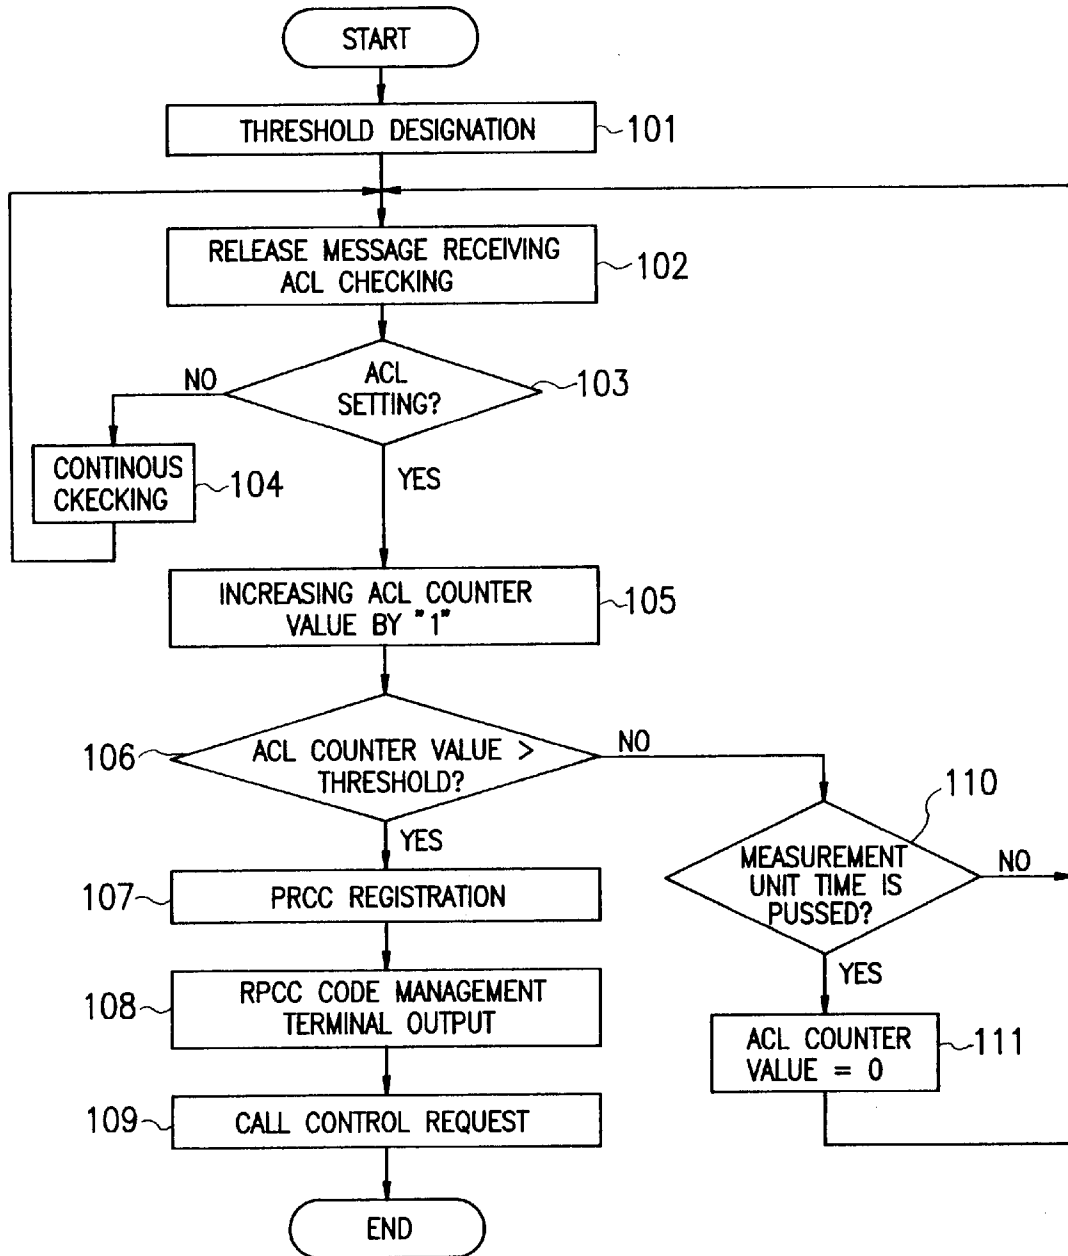 START
THRESHOLD DESIGNATION
101
RELEASE MESSAGE RECEIVING
ACL CHECKING
102
ACL
SETTING?
103
NO
YES
CONTINOUS
CKECKING
104
INCREASING ACL COUNTER
VALUE BY "1"
105
106
ACL COUNTER VALUE >
THRESHOLD?
NO
YES
110
MEASUREMENT
UNIT TIME IS
PUSSED?
NO
YES
107
PRCC REGISTRATION
108
RPCC CODE MANAGEMENT
TERMINAL OUTPUT
ACL COUNTER
VALUE = 0
111
109
CALL CONTROL REQUEST
END